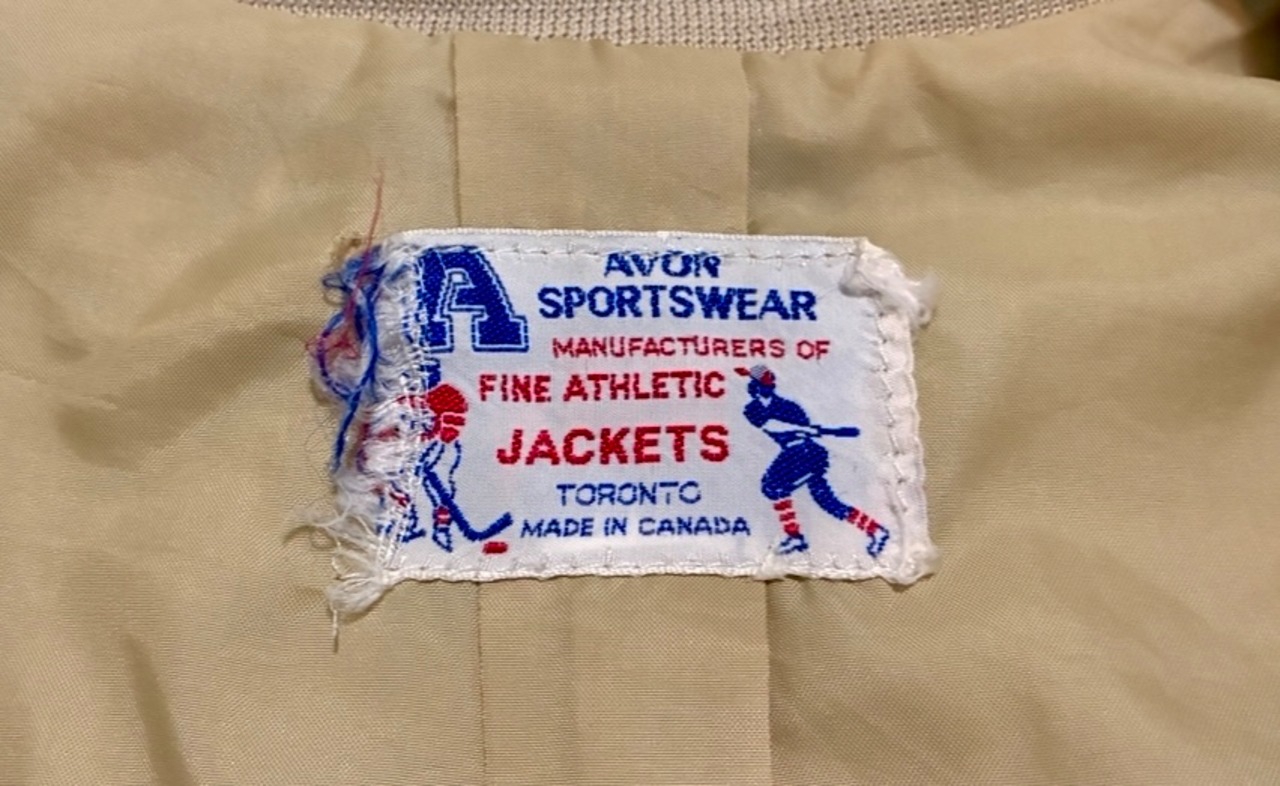 A
AVON
SPORTSWEAR
MANUFACTURERS OF
FINE ATHLETIC
JACKETS
TORONTO
MADE IN CANADA